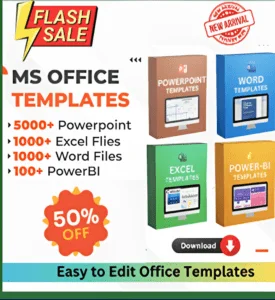 FLASH
SALE
NEW ARRIVAL
MS OFFICE
TEMPLATES
5000+ Powerpoint
1000+ Excel Flies
1000+ Word Files
100+ PowerBI
50%
OFF
POWERPOINT
TEMPLATES
WORD
TEMPLATES
EXCEL
TEMPLATES
POWER-BI
TEMPLATES
Download
Easy to Edit Office Templates